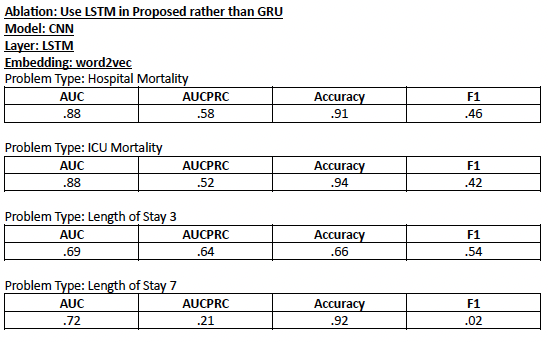 Ablation: Use LSTM in Proposed rather than GRU
Model: CNN
Layer: LSTM
Embedding: word2vec
Problem Type: Hospital Mortality
AUC AUCPRC Accuracy F1
.88 .58 .91 .46
Problem Type: ICU Mortality
AUC AUCPRC Accuracy F1
.88 .52 .94 .42
Problem Type: Length of Stay 3
AUC AUCPRC Accuracy F1
.69 .64 .66 .54
Problem Type: Length of Stay 7
AUC AUCPRC Accuracy F1
.72 .21 .92 .02